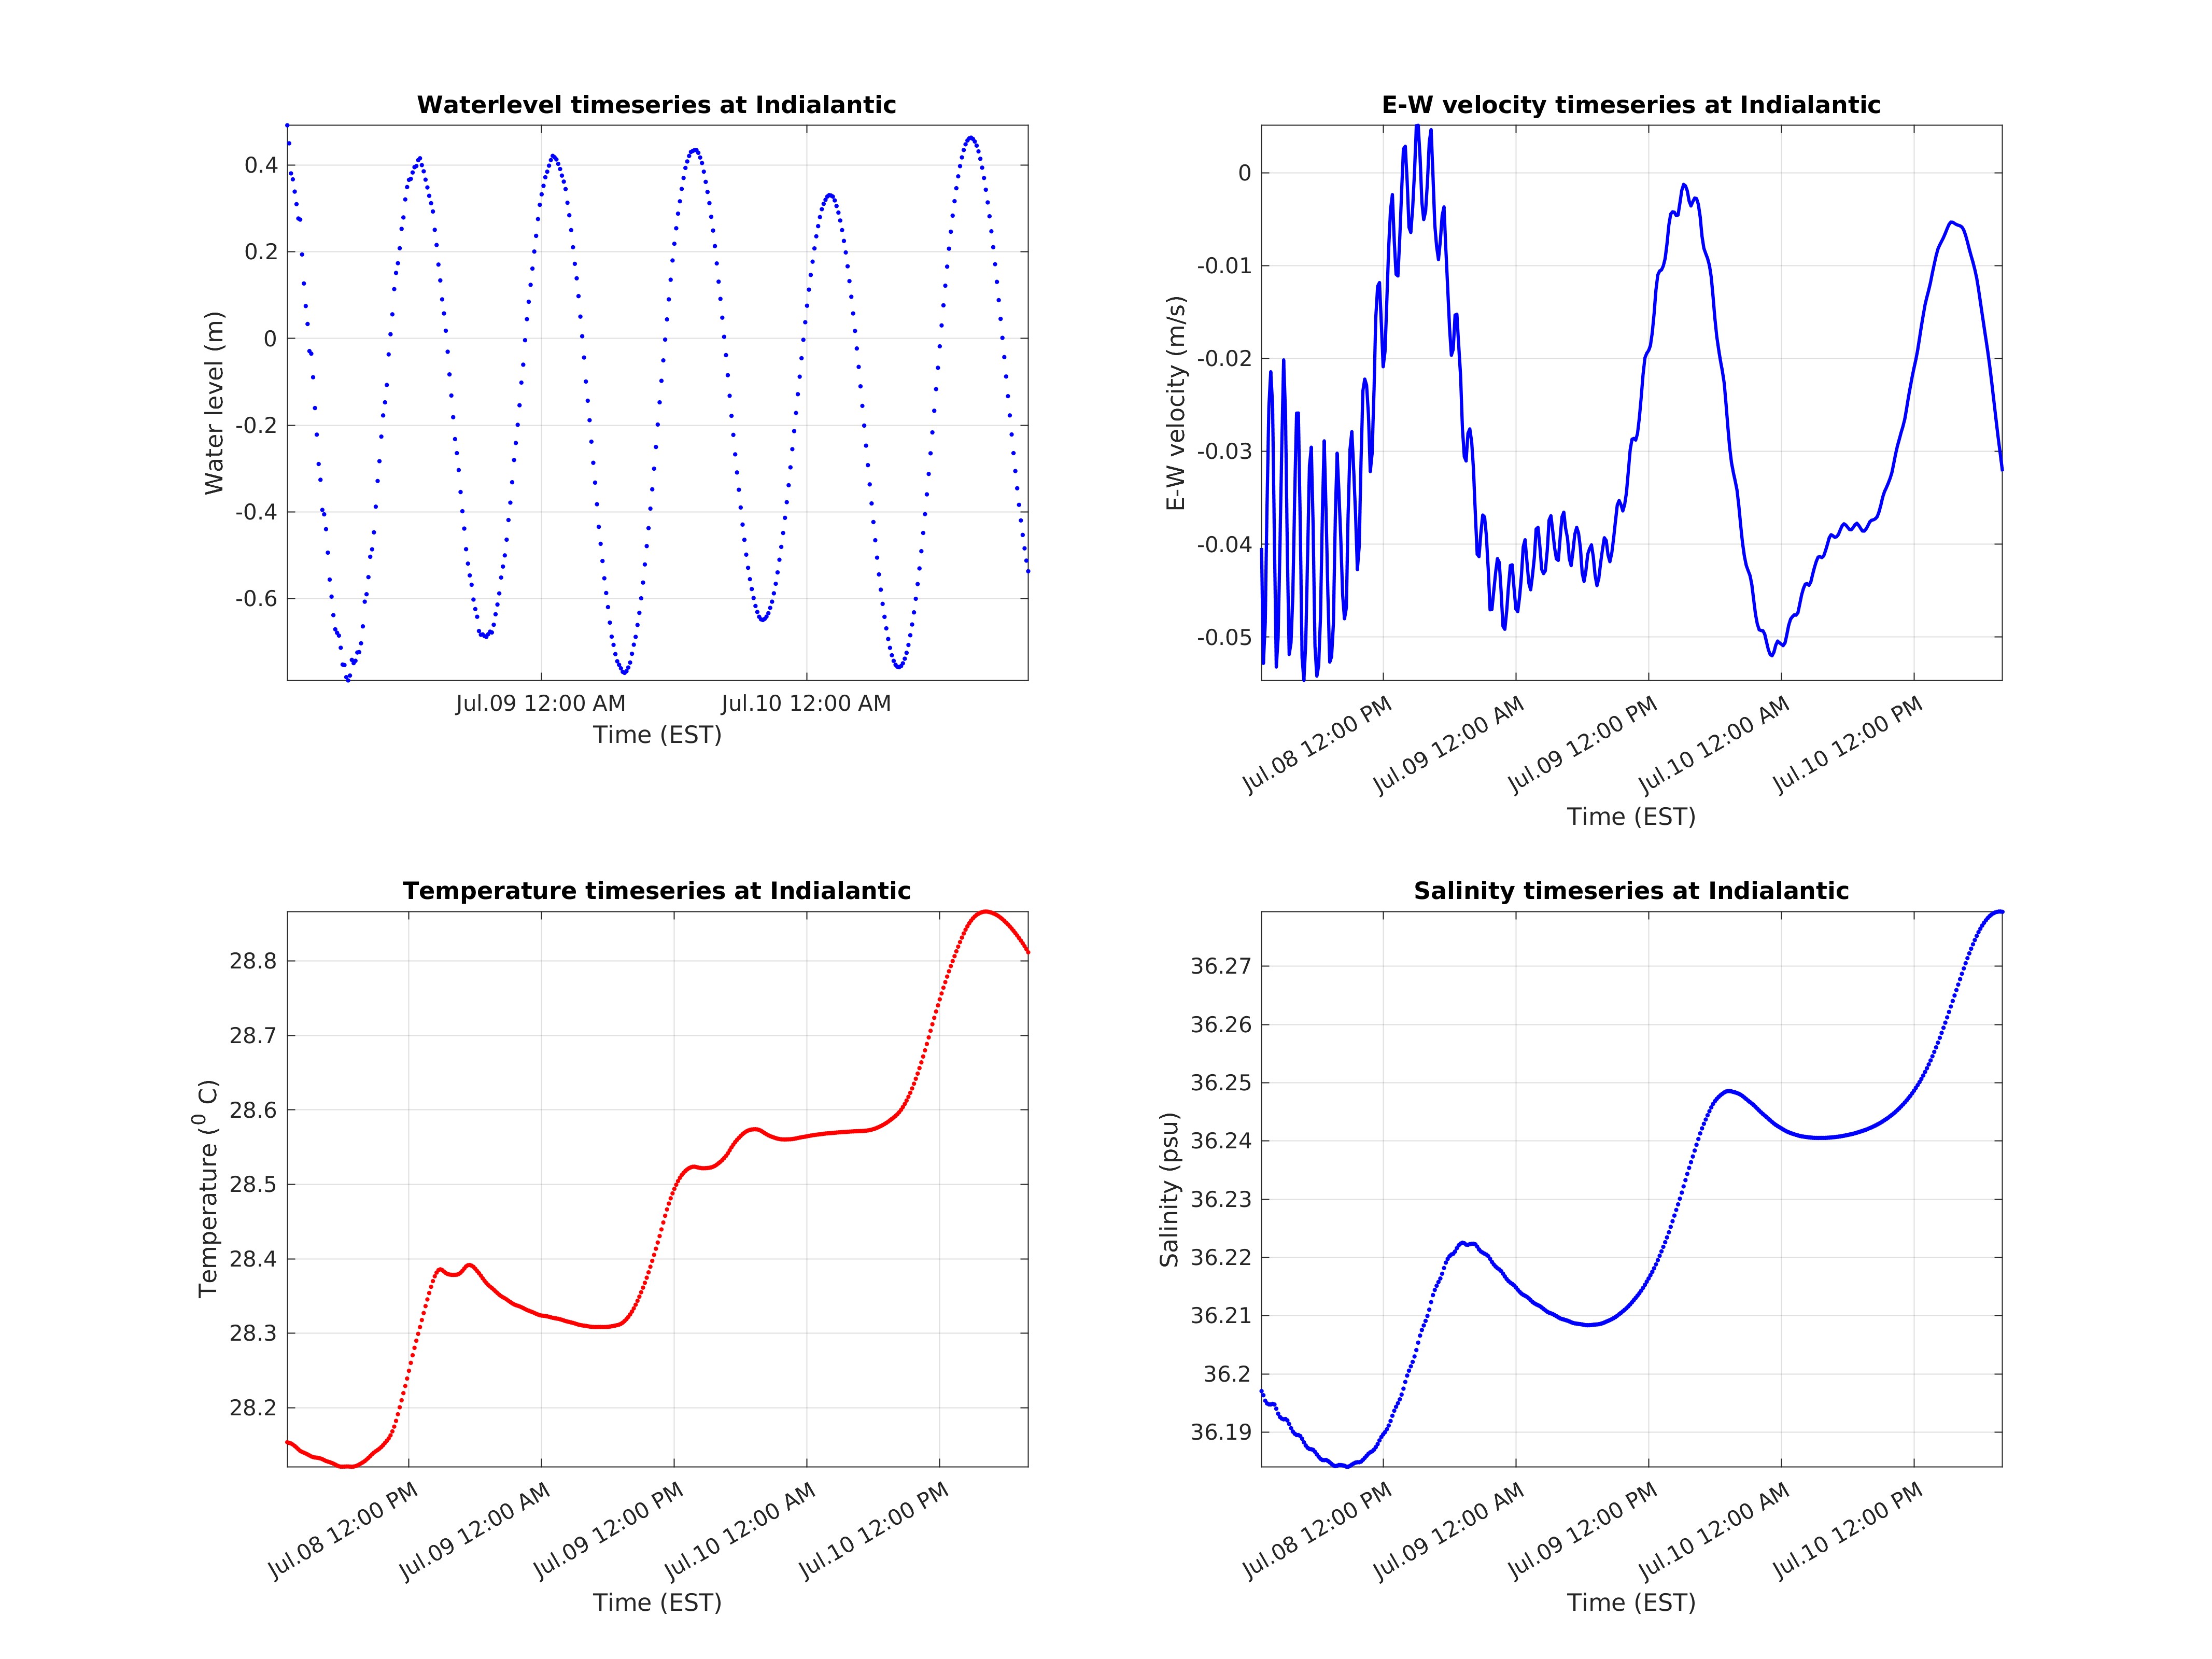 Waterlevel timeseries at Indialantic
0.4
0.2
0
-0.2
-0.4
-0.6
Water level (m)
Jul.09 12:00 AM
Jul.10 12:00 AM
Time (EST)
E-W velocity timeseries at Indialantic
0
-0.01
-0.02
-0.03
-0.04
-0.05
E-W velocity (m/s)
Jul.08 12:00 PM
Jul.09 12:00 AM
Jul.09 12:00 PM
Jul.10 12:00 AM
Jul.10 12:00 PM
Time (EST)
Temperature timeseries at Indialantic
28.8
28.7
28.6
28.5
28.4
28.3
28.2
Temperature (⁰ C)
Jul.08 12:00 PM
Jul.09 12:00 AM
Jul.09 12:00 PM
Jul.10 12:00 AM
Jul.10 12:00 PM
Time (EST)
Salinity timeseries at Indialantic
36.27
36.26
36.25
36.24
36.23
36.22
36.21
36.2
36.19
Salinity (psu)
Jul.08 12:00 PM
Jul.09 12:00 AM
Jul.09 12:00 PM
Jul.10 12:00 AM
Jul.10 12:00 PM
Time (EST)